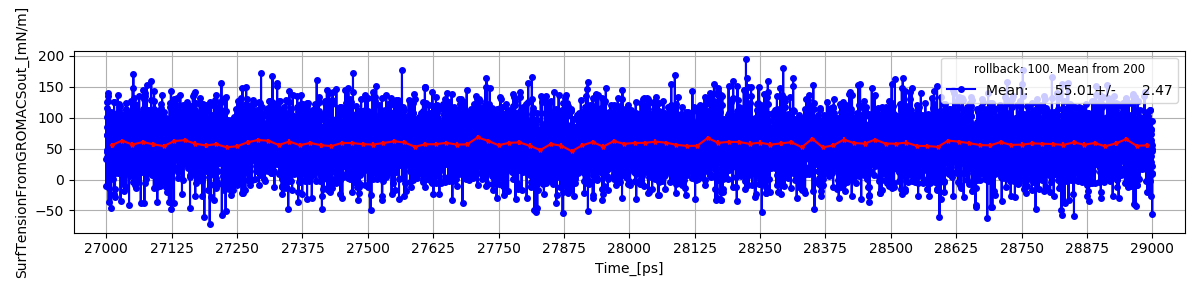 SurfTensionFromGROMACSout_[mN/m]
200
150
100
50
0
−50
rollback: 100. Mean from 200
Mean: 55.01+/- 2.47
27000 27125 27250 27375 27500 27625 27750 27875 28000 28125 28250 28375 28500 28625 28750 28875 29000
Time_[ps]